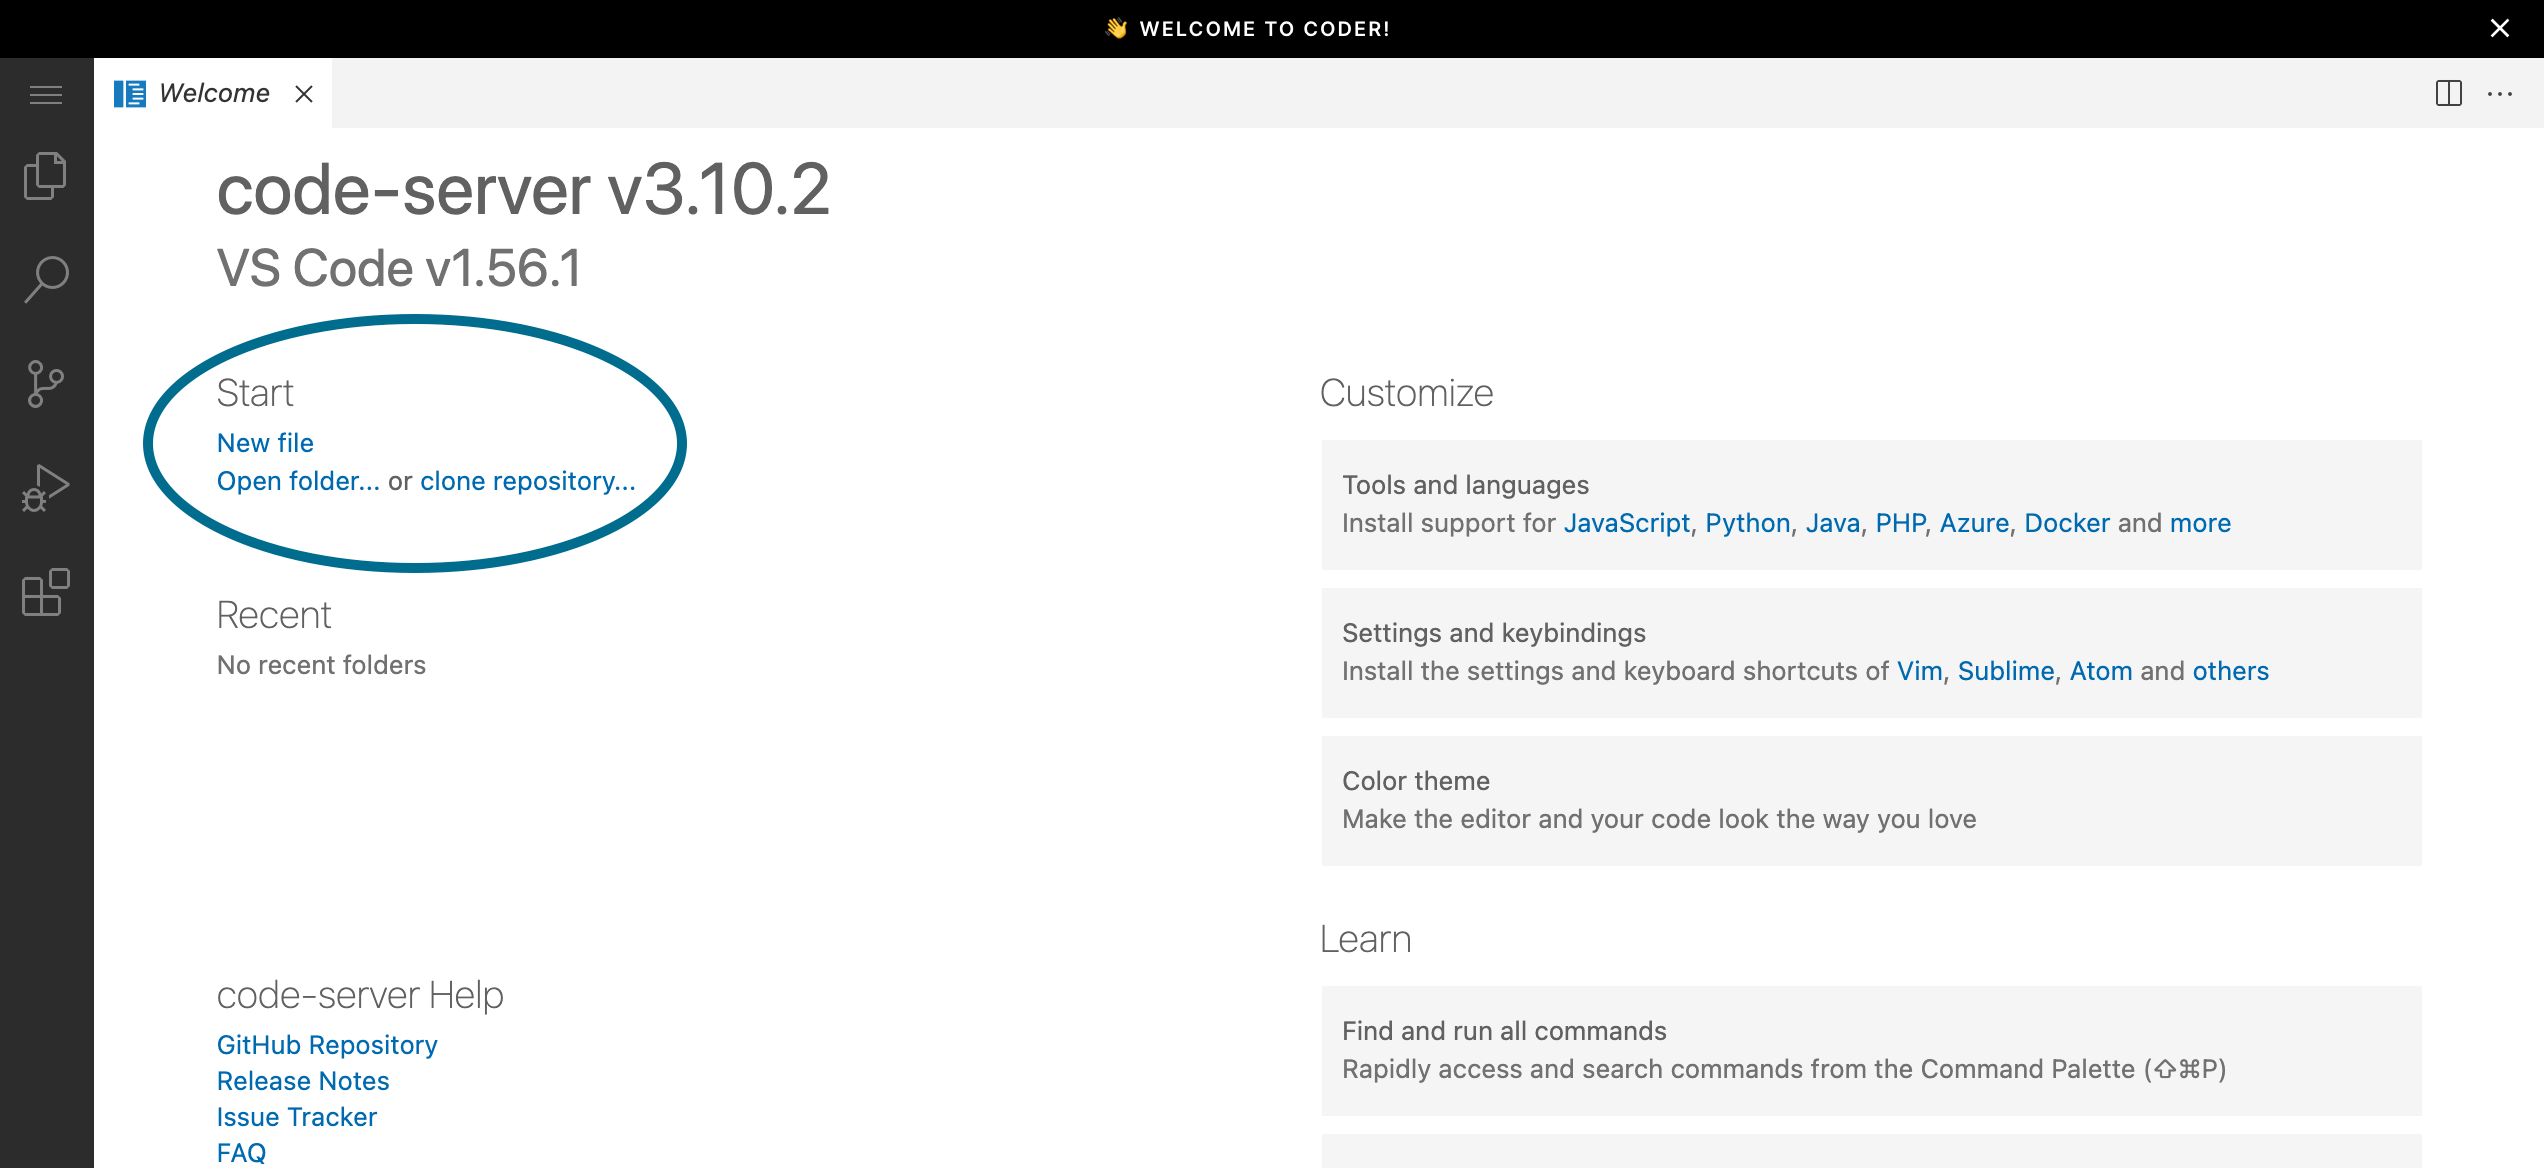 👋 WELCOME TO CODER!
Welcome
code-server v3.10.2
VS Code v1.56.1
Start
New file
Open folder... or clone repository...
Recent
No recent folders
code-server Help
GitHub Repository
Release Notes
Issue Tracker
FAQ
Customize
Tools and languages
Install support for JavaScript, Python, Java, PHP, Azure, Docker and more
Settings and keybindings
Install the settings and keyboard shortcuts of Vim, Sublime, Atom and others
Color theme
Make the editor and your code look the way you love
Learn
Find and run all commands
Rapidly access and search commands from the Command Palette (⇧⌘P)